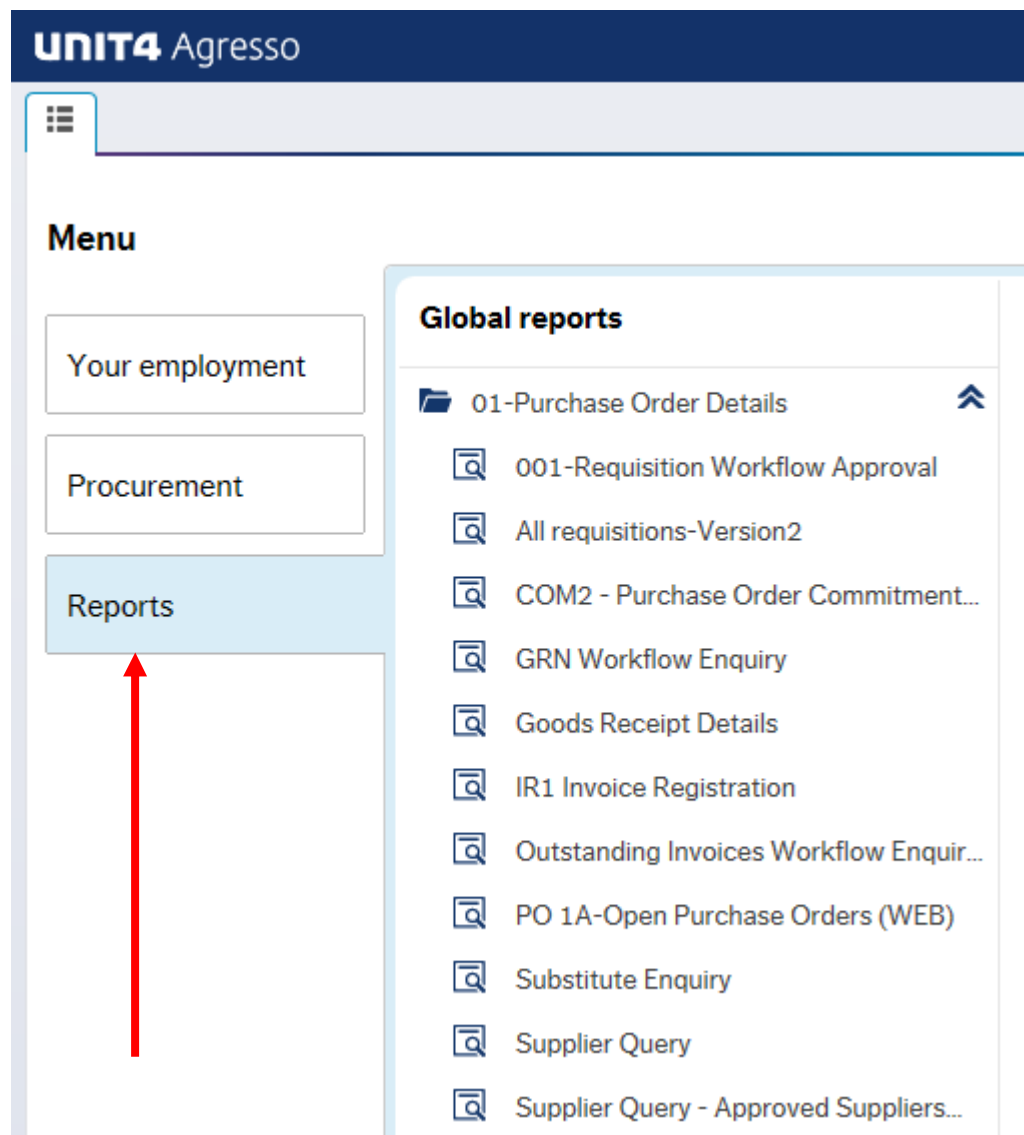 UNIT4 Agresso
Menu
Your employment
Procurement
Reports
Global reports
01-Purchase Order Details
001-Requisition Workflow Approval
All requisitions-Version2
COM2 - Purchase Order Commitment...
GRN Workflow Enquiry
Goods Receipt Details
IR1 Invoice Registration
Outstanding Invoices Workflow Enquir...
PO 1A-Open Purchase Orders (WEB)
Substitute Enquiry
Supplier Query
Supplier Query - Approved Suppliers...